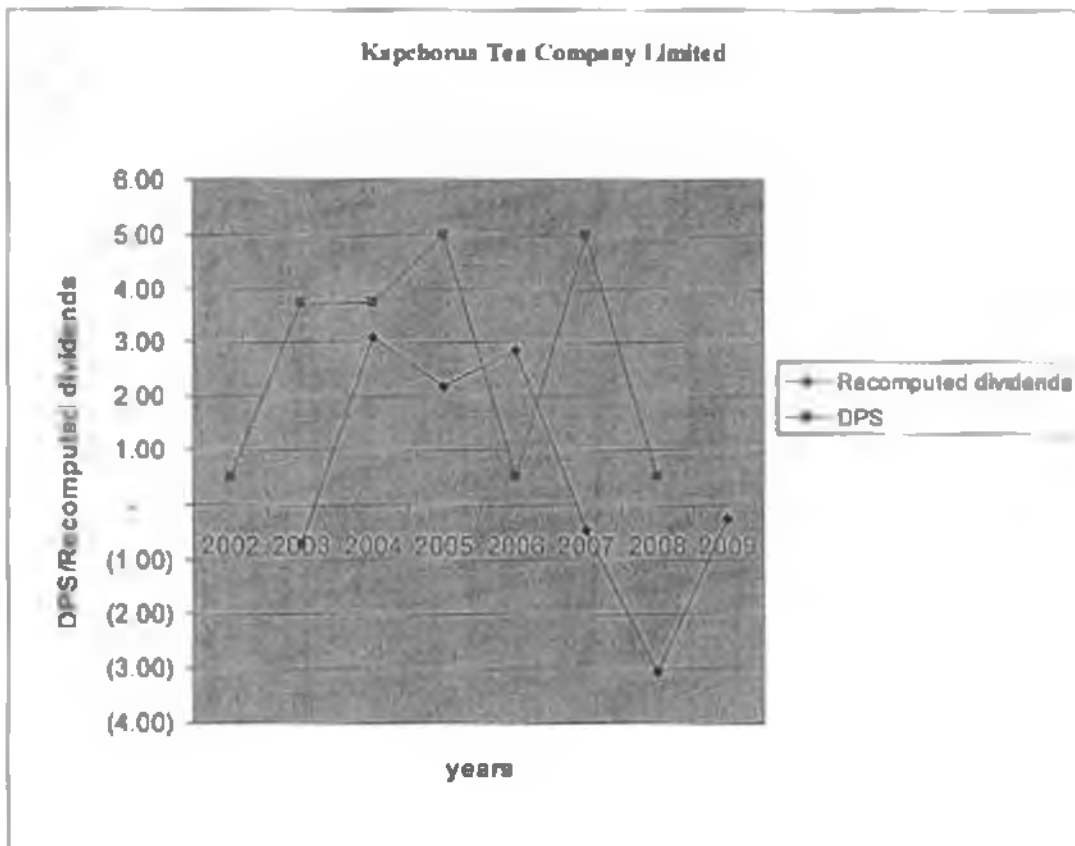 Kapchorua Tea Company Limited
6.00
5.00
4.00
3.00
2.00
1.00
-
(1.00)
(2.00)
(3.00)
(4.00)
2002 2003 2004 2005 2006 2007 2008 2009
DPS/Recomputed dividends
years
Recomputed dividends
DPS